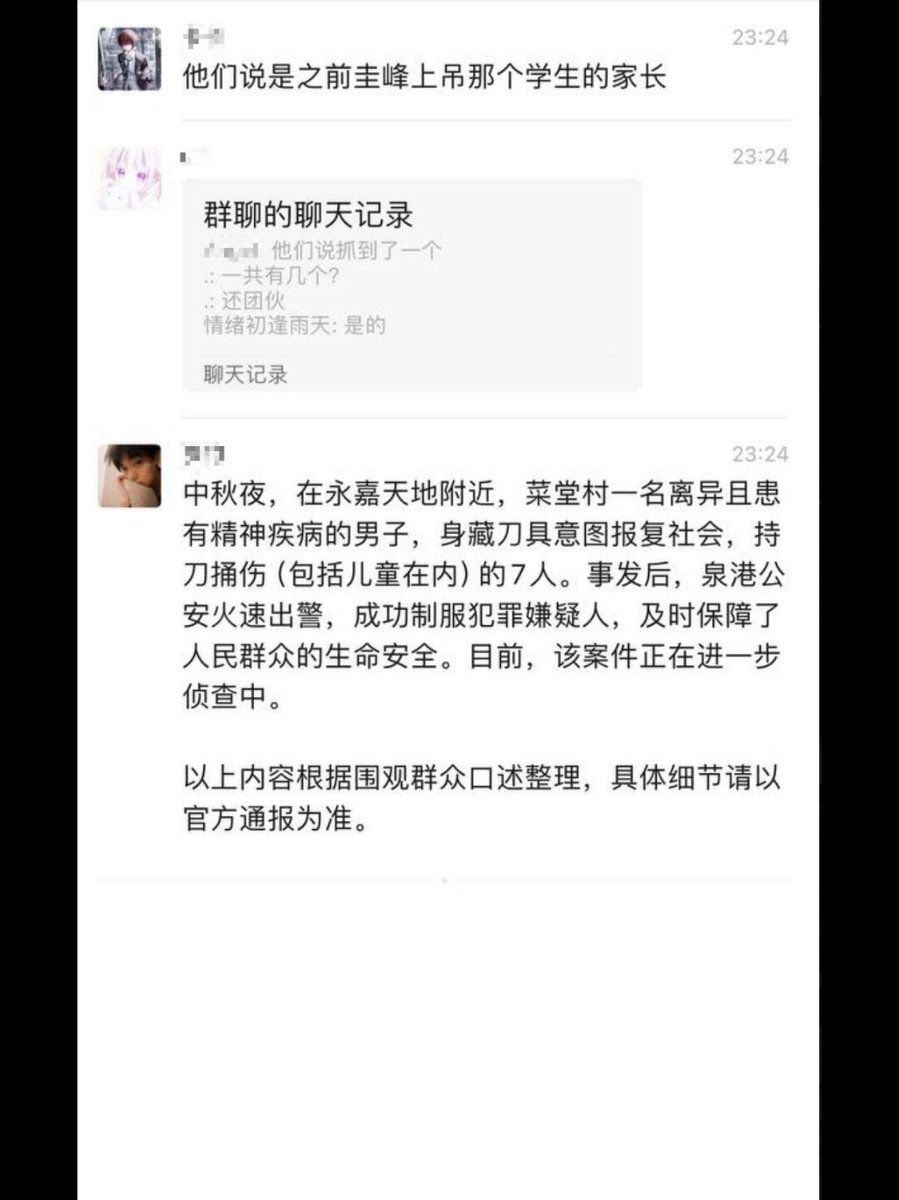 23:24
他们说是之前圭峰上吊那个学生的家长
23:24
群聊的聊天记录
他们说抓到了一个
.: 一共有几个?
.: 还团伙
情绪初逢雨天: 是的
聊天记录
23:24
中秋夜，在永嘉天地附近，菜堂村一名离异且患
有精神疾病的男子，身藏刀具意图报复社会，持
刀捅伤（包括儿童在内）的7人。事发后，泉港公
安火速出警，成功制服犯罪嫌疑人，及时保障了
人民群众的生命安全。目前，该案件正在进一步
侦查中。
以上内容根据围观群众口述整理，具体细节请以
官方通报为准。